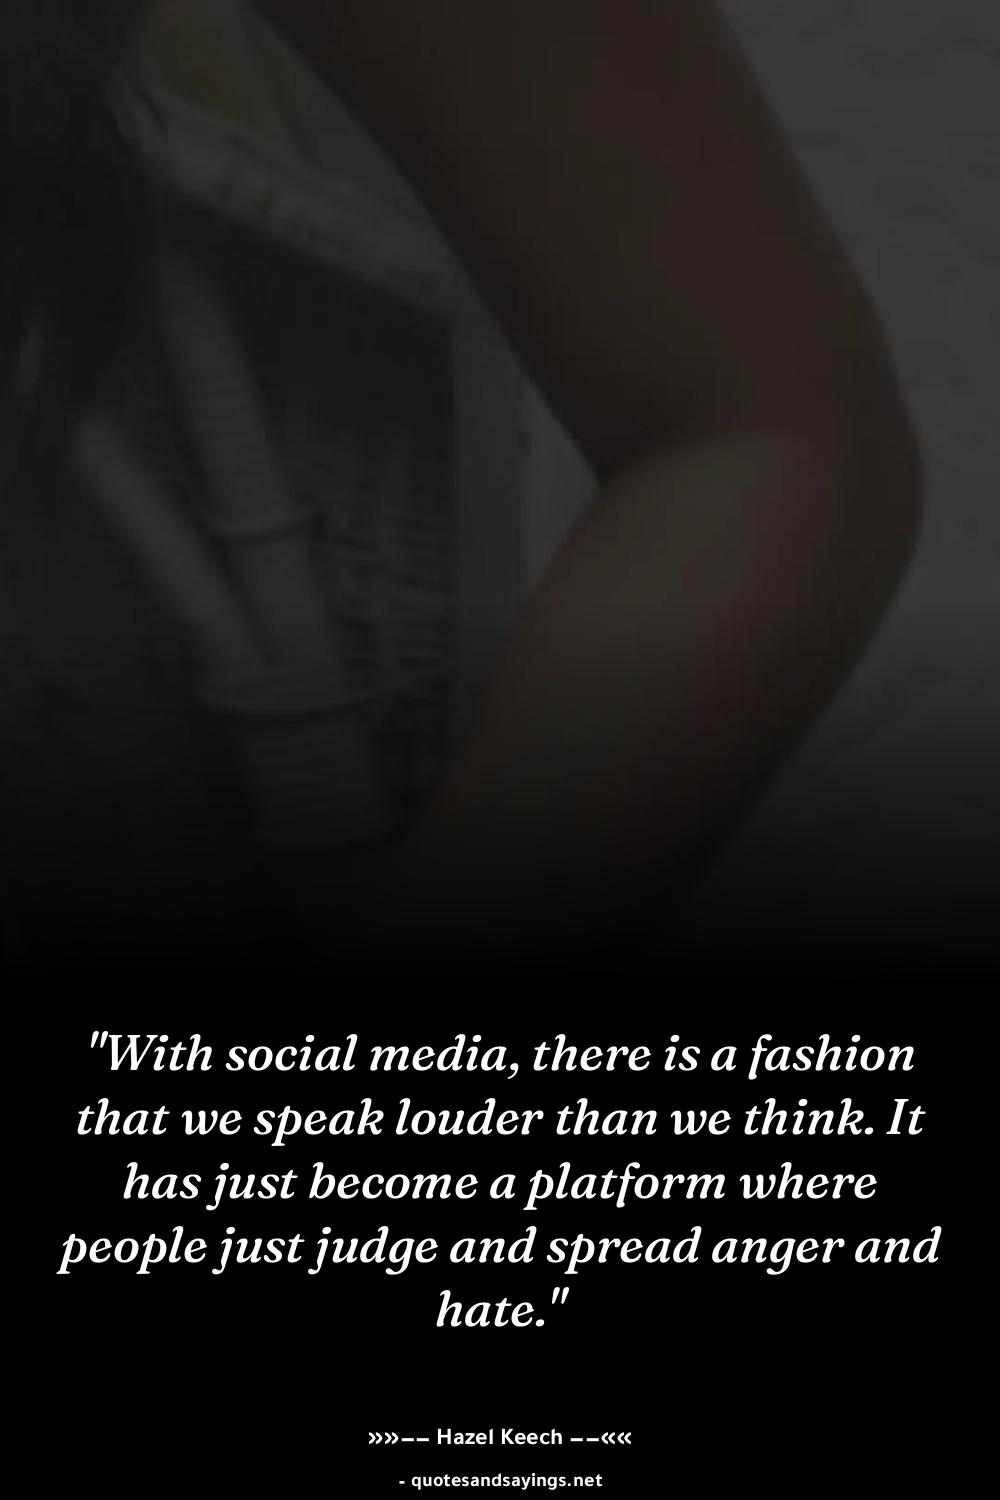 "With social media, there is a fashion
that we speak louder than we think. It
has just become a platform where
people just judge and spread anger and
hate."
»»–– Hazel Keech ––««
- quotesandsayings.net